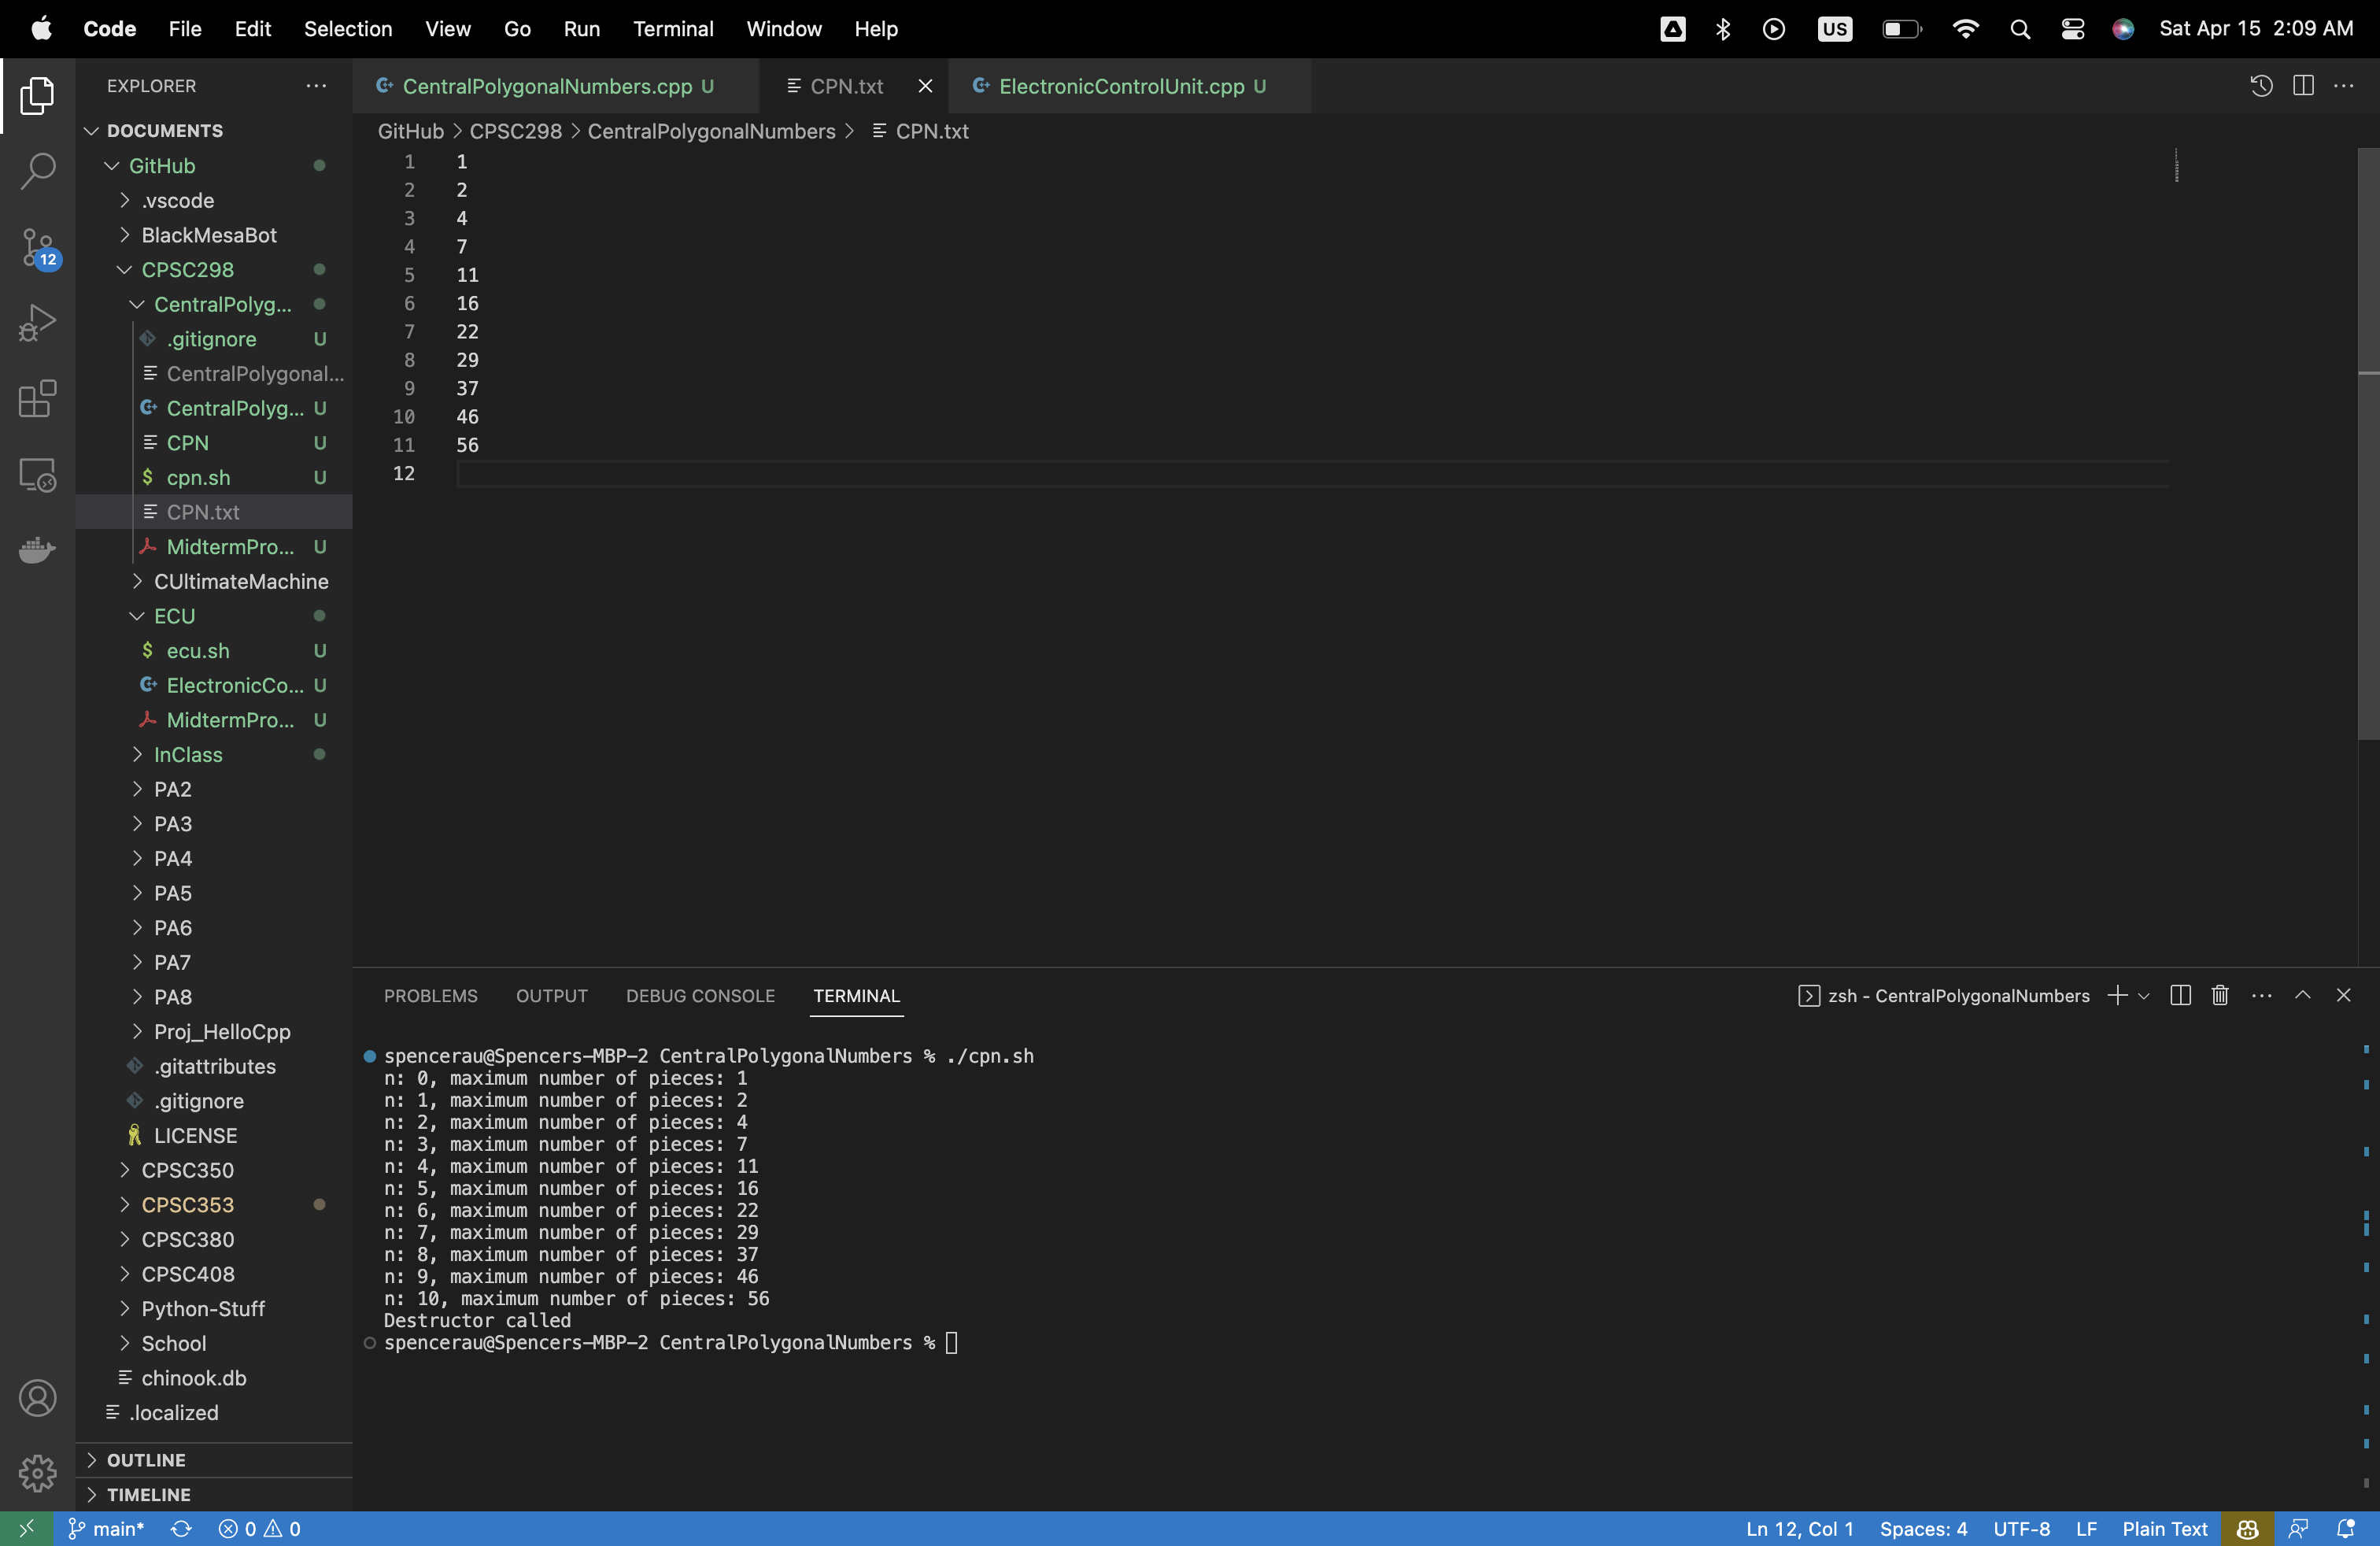 Code File Edit Selection View Go Run Terminal Window Help US Sat Apr 15 2:09 AM
EXPLORER
DOCUMENTS
GitHub
.vscode
BlackMesaBot
CPSC298
CentralPolyg...
.gitignore U
CentralPolygonal...
CentralPolyg... U
CPN U
cpn.sh U
CPN.txt
MidtermPro... U
CUltimateMachine
ECU
ecu.sh U
ElectronicCo... U
MidtermPro... U
InClass
PA2
PA3
PA4
PA5
PA6
PA7
PA8
Proj_HelloCpp
.gitattributes
.gitignore
LICENSE
CPSC350
CPSC353
CPSC380
CPSC408
Python-Stuff
School
chinook.db
.localized
OUTLINE
TIMELINE
12
CentralPolygonalNumbers.cpp U CPN.txt ElectronicControlUnit.cpp U
GitHub > CPSC298 > CentralPolygonalNumbers > CPN.txt
1 1
2 2
3 4
4 7
5 11
6 16
7 22
8 29
9 37
10 46
11 56
12
PROBLEMS OUTPUT DEBUG CONSOLE TERMINAL zsh - CentralPolygonalNumbers
spencerau@Spencers-MBP-2 CentralPolygonalNumbers % ./cpn.sh
n: 0, maximum number of pieces: 1
n: 1, maximum number of pieces: 2
n: 2, maximum number of pieces: 4
n: 3, maximum number of pieces: 7
n: 4, maximum number of pieces: 11
n: 5, maximum number of pieces: 16
n: 6, maximum number of pieces: 22
n: 7, maximum number of pieces: 29
n: 8, maximum number of pieces: 37
n: 9, maximum number of pieces: 46
n: 10, maximum number of pieces: 56
Destructor called
spencerau@Spencers-MBP-2 CentralPolygonalNumbers %
main* 0 0 Ln 12, Col 1 Spaces: 4 UTF-8 LF Plain Text